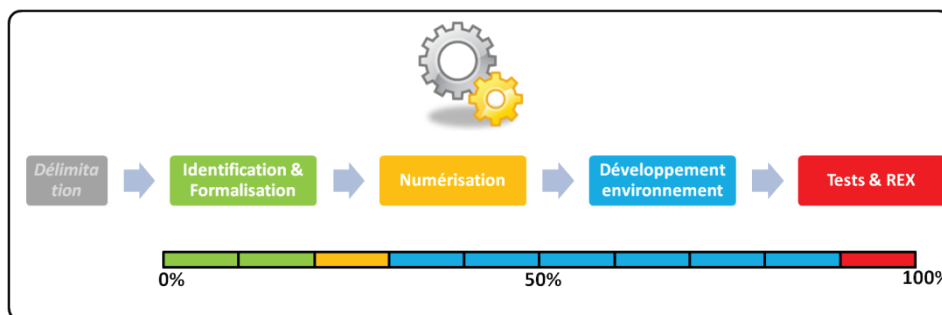 Délimita
tion
Identification &
Formalisation
Numérisation
Développement
environnement
Tests & REX
0%
50%
100%